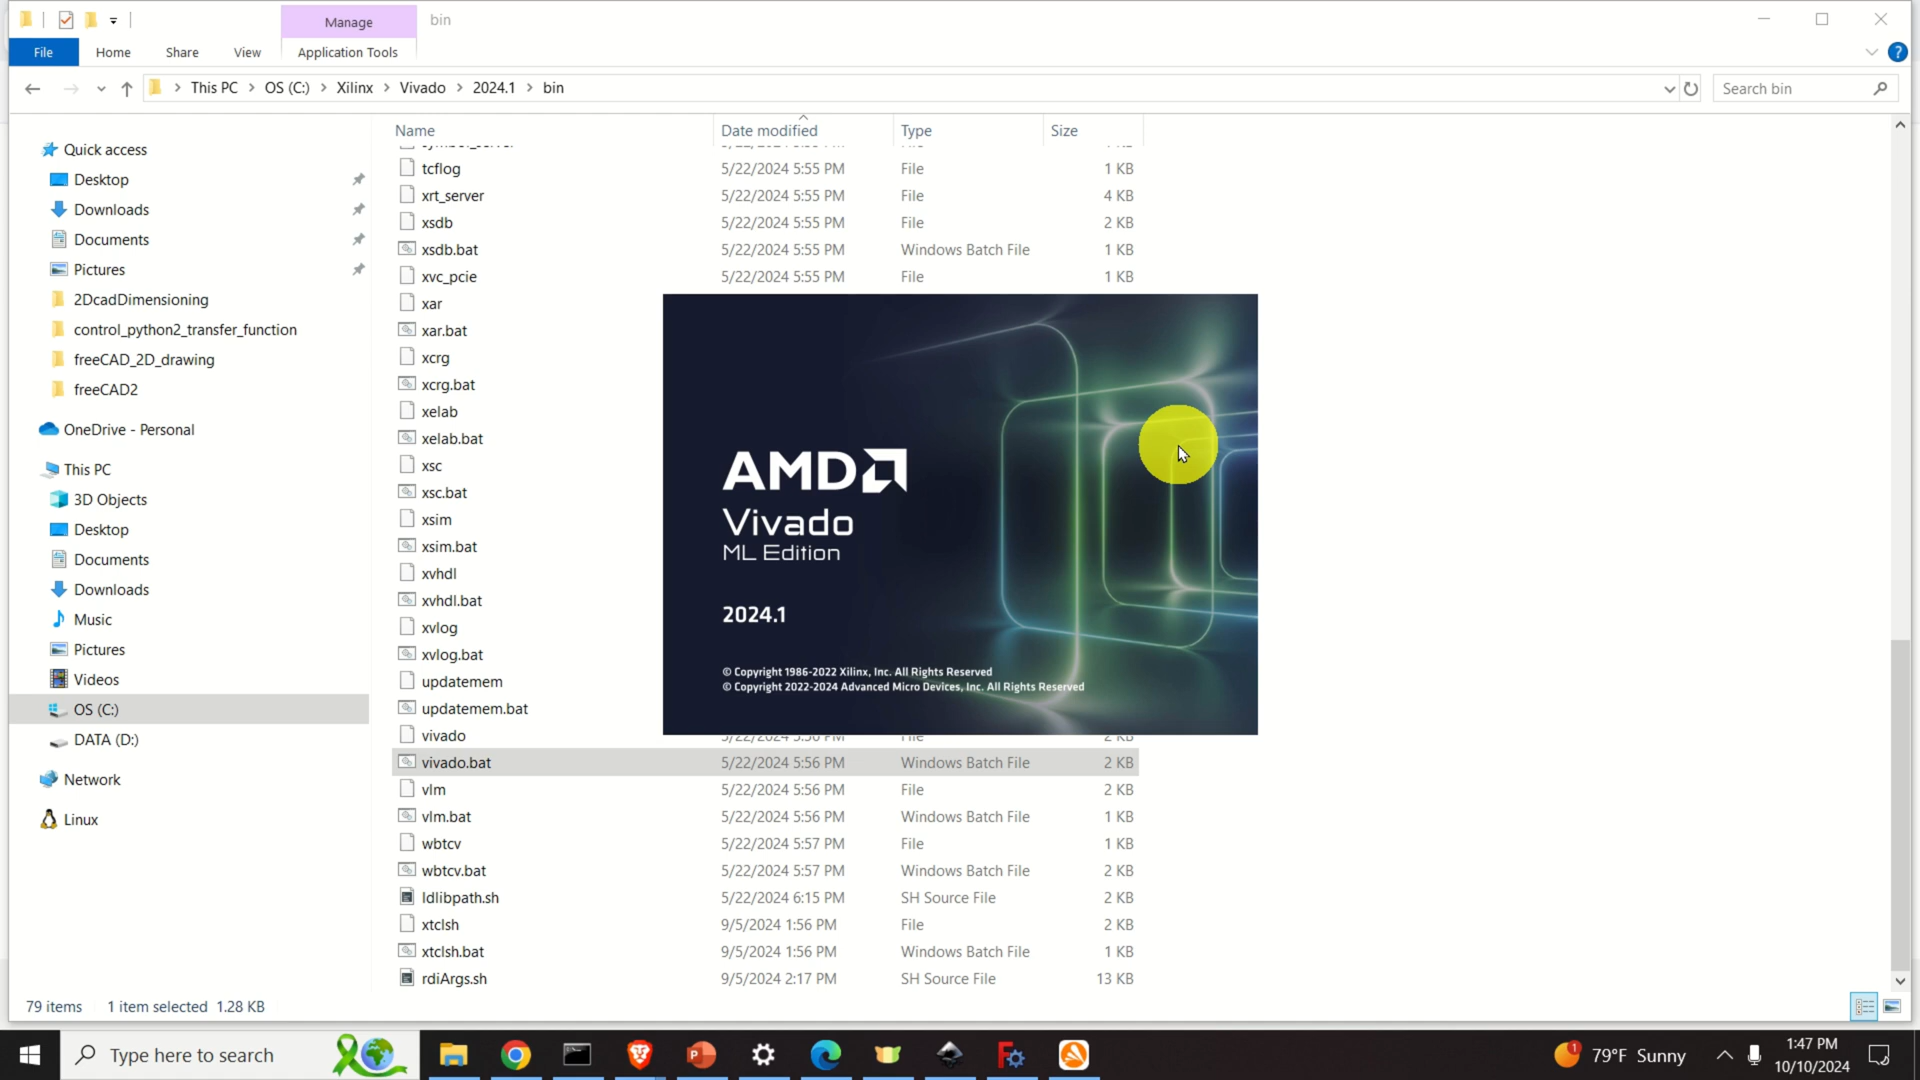 Manage
bin
File
Home
Share
View
Application Tools
This PC
OS (C:)
Xilinx
Vivado
2024.1
bin
Search bin
Name
Date modified
Type
Size
Quick access
Desktop
Downloads
Documents
Pictures
2DcadDimensioning
control_python2_transfer_function
freeCAD_2D_drawing
freeCAD2
OneDrive - Personal
This PC
3D Objects
Desktop
Documents
Downloads
Music
Pictures
Videos
OS (C:)
DATA (D:)
Network
Linux
tcflog 5/22/2024 5:55 PM File 1 KB
xrt_server 5/22/2024 5:55 PM File 4 KB
xsdb 5/22/2024 5:55 PM File 2 KB
xsdb.bat 5/22/2024 5:55 PM Windows Batch File 1 KB
xvc_pcie 5/22/2024 5:55 PM File 1 KB
xar
xar.bat
xcrg
xcrg.bat
xelab
xelab.bat
xsc
xsc.bat
xsim
xsim.bat
xvhdl
xvhdl.bat
xvlog
xvlog.bat
updatemem
updatemem.bat
vivado
vivado.bat 5/22/2024 5:56 PM Windows Batch File 2 KB
vlm 5/22/2024 5:56 PM File 2 KB
vlm.bat 5/22/2024 5:56 PM Windows Batch File 1 KB
wbtcv 5/22/2024 5:57 PM File 1 KB
wbtcv.bat 5/22/2024 5:57 PM Windows Batch File 2 KB
ldlibpath.sh 5/22/2024 6:15 PM SH Source File 2 KB
xtclsh 9/5/2024 1:56 PM File 2 KB
xtclsh.bat 9/5/2024 1:56 PM Windows Batch File 1 KB
rdiArgs.sh 9/5/2024 2:17 PM SH Source File 13 KB
AMD
Vivado
ML Edition
2024.1
© Copyright 1986-2022 Xilinx, Inc. All Rights Reserved
© Copyright 2022-2024 Advanced Micro Devices, Inc. All Rights Reserved
79 items
1 item selected 1.28 KB
Type here to search
1
79°F Sunny
1:47 PM
10/10/2024